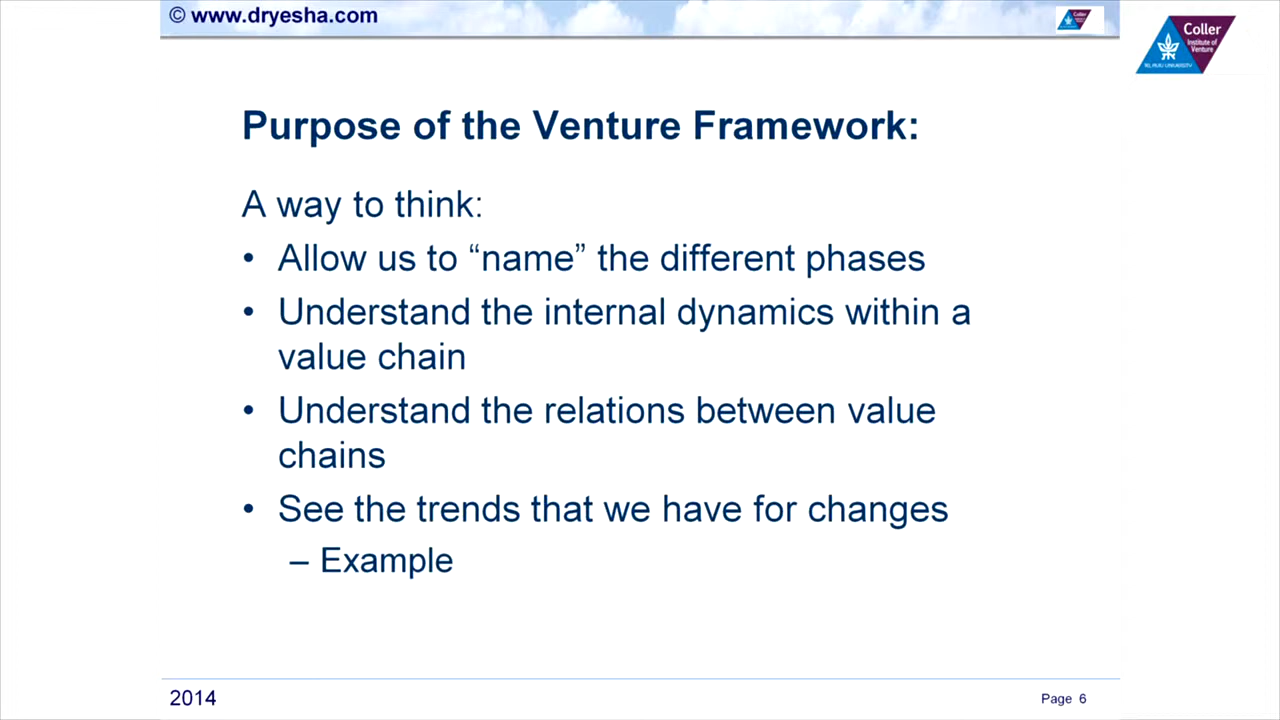 © www.dryesha.com
Coller
Institute of
Venture
TEL AVIV UNIVERSITY
Purpose of the Venture Framework:
A way to think:
• Allow us to “name” the different phases
• Understand the internal dynamics within a
value chain
• Understand the relations between value
chains
• See the trends that we have for changes
– Example
2014
Page 6